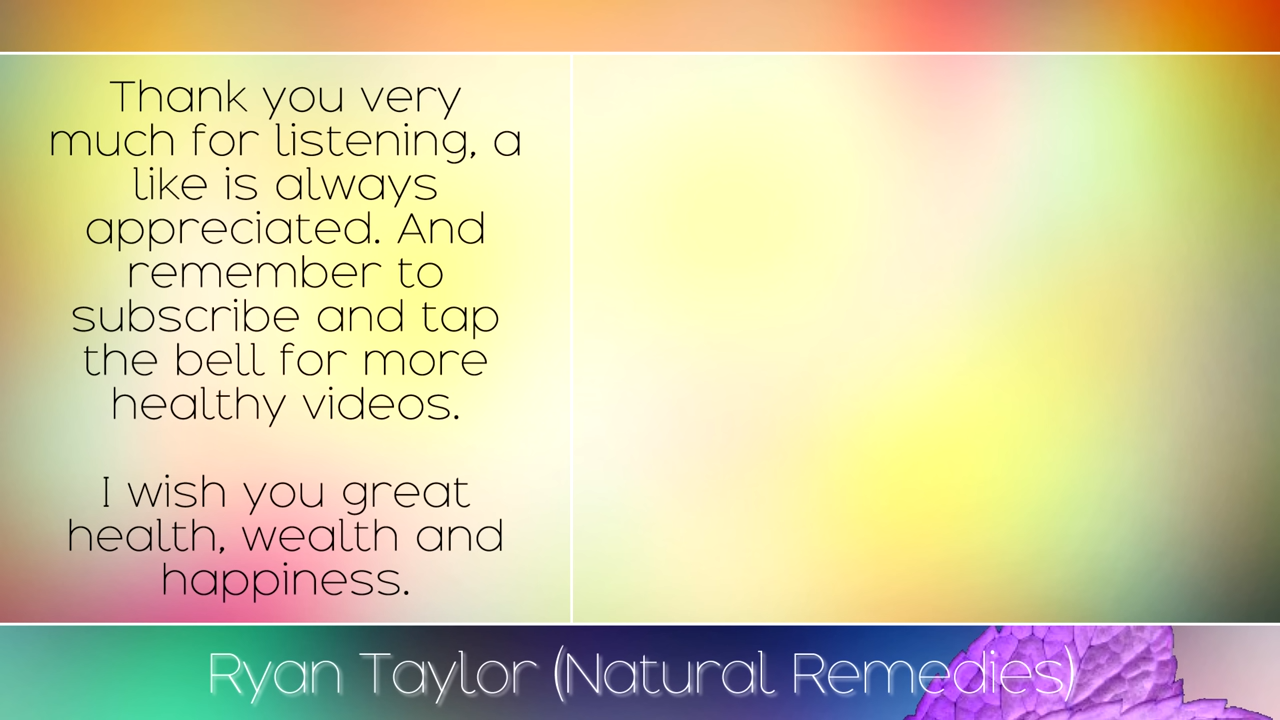 Thank you very
much for listening, a
like is always
appreciated. And
remember to
subscribe and tap
the bell for more
healthy videos.
I wish you great
health, wealth and
happiness.
Ryan Taylor (Natural Remedies)